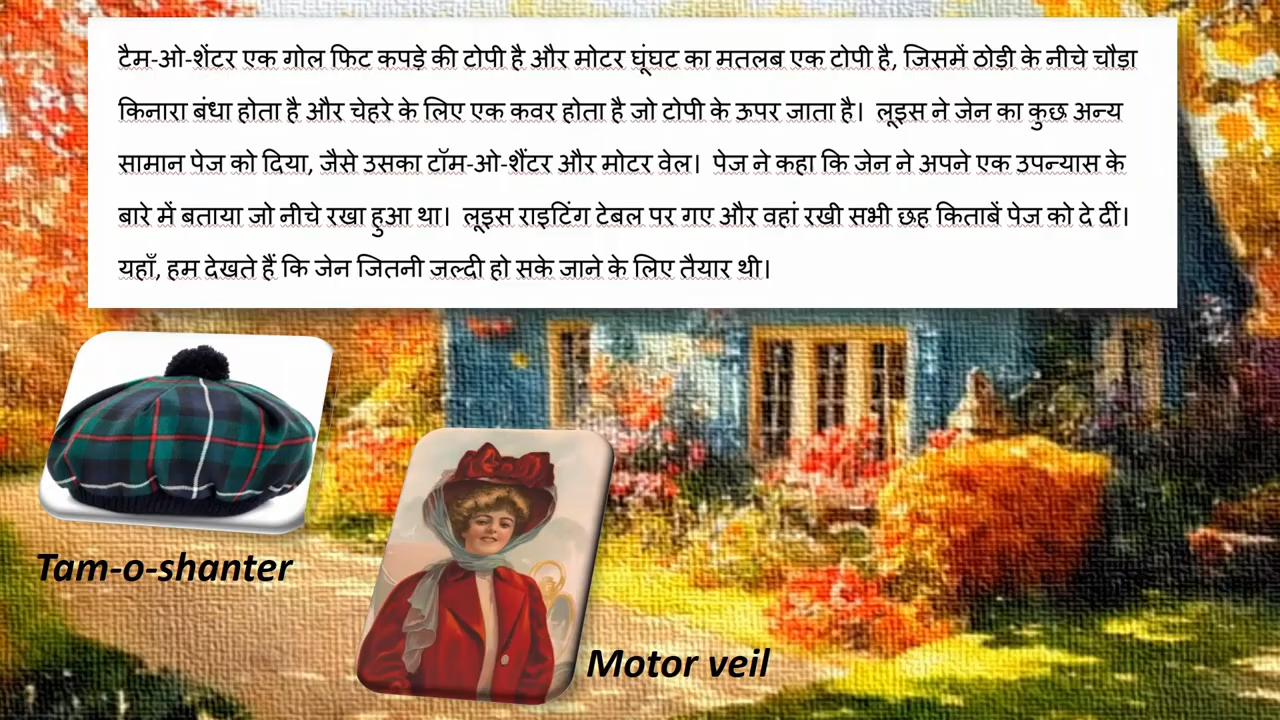 टैम-ओ-शेंटर एक गोल फिट कपड़े की टोपी है और मोटर घूंघट का मतलब एक टोपी है, जिसमें ठोड़ी के नीचे चौड़ा
किनारा बंधा होता है और चेहरे के लिए एक कवर होता है जो टोपी के ऊपर जाता है। लूइस ने जेन का कुछ अन्य
सामान पेज को दिया, जैसे उसका टॉम-ओ-शैंटर और मोटर वेल। पेज ने कहा कि जेन ने अपने एक उपन्यास के
बारे में बताया जो नीचे रखा हुआ था। लूइस राइटिंग टेबल पर गए और वहां रखी सभी छह किताबें पेज को दे दीं।
यहाँ, हम देखते हैं कि जेन जितनी जल्दी हो सके जाने के लिए तैयार थी।
Tam-o-shanter
Motor veil